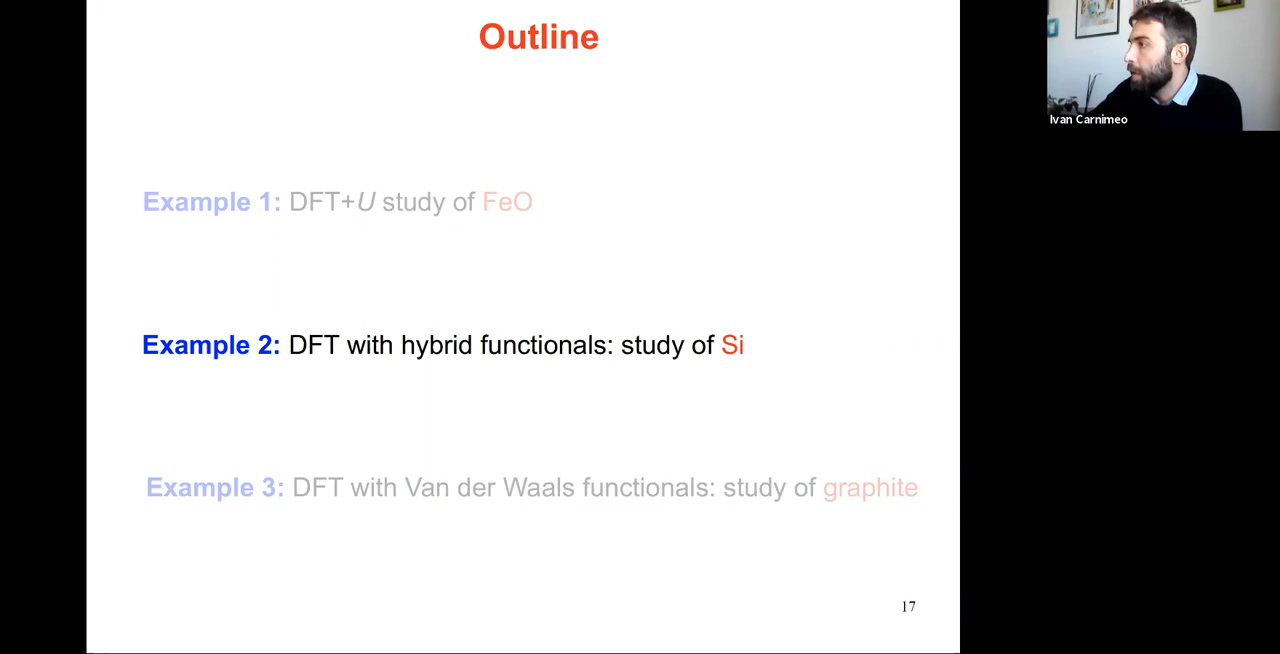 Outline
Ivan Carnimeo
Example 1: DFT+U study of FeO
Example 2: DFT with hybrid functionals: study of Si
Example 3: DFT with Van der Waals functionals: study of graphite
17